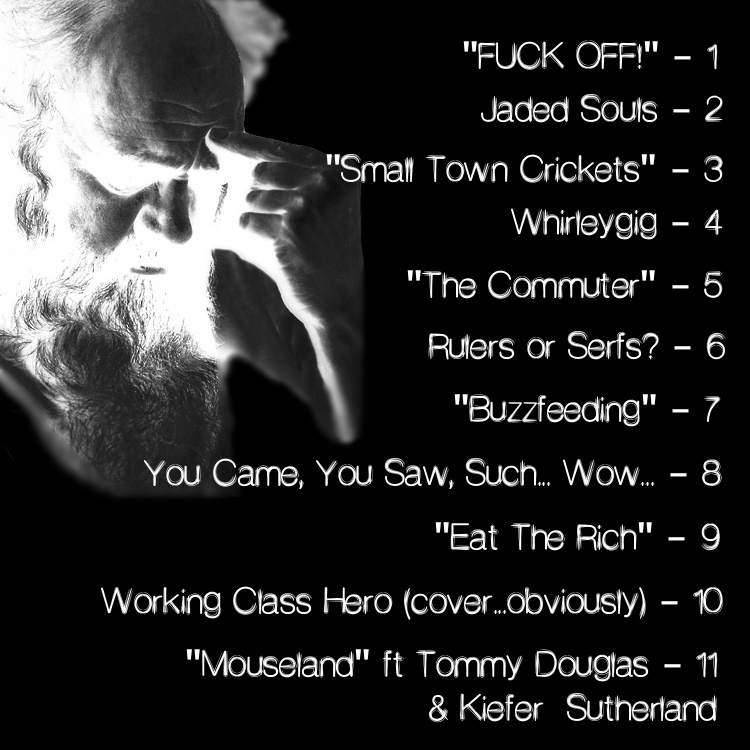 "FUCK OFF!" - 1
Jaded Souls - 2
"Small Town Crickets" - 3
Whirleygig - 4
"The Commuter" - 5
Rulers or Serfs? - 6
"Buzzfeeding" - 7
You Came, You Saw, Such... Wow... - 8
"Eat The Rich" - 9
Working Class Hero (cover...obviously) - 10
"Mouseland" ft Tommy Douglas - 11
& Kiefer Sutherland